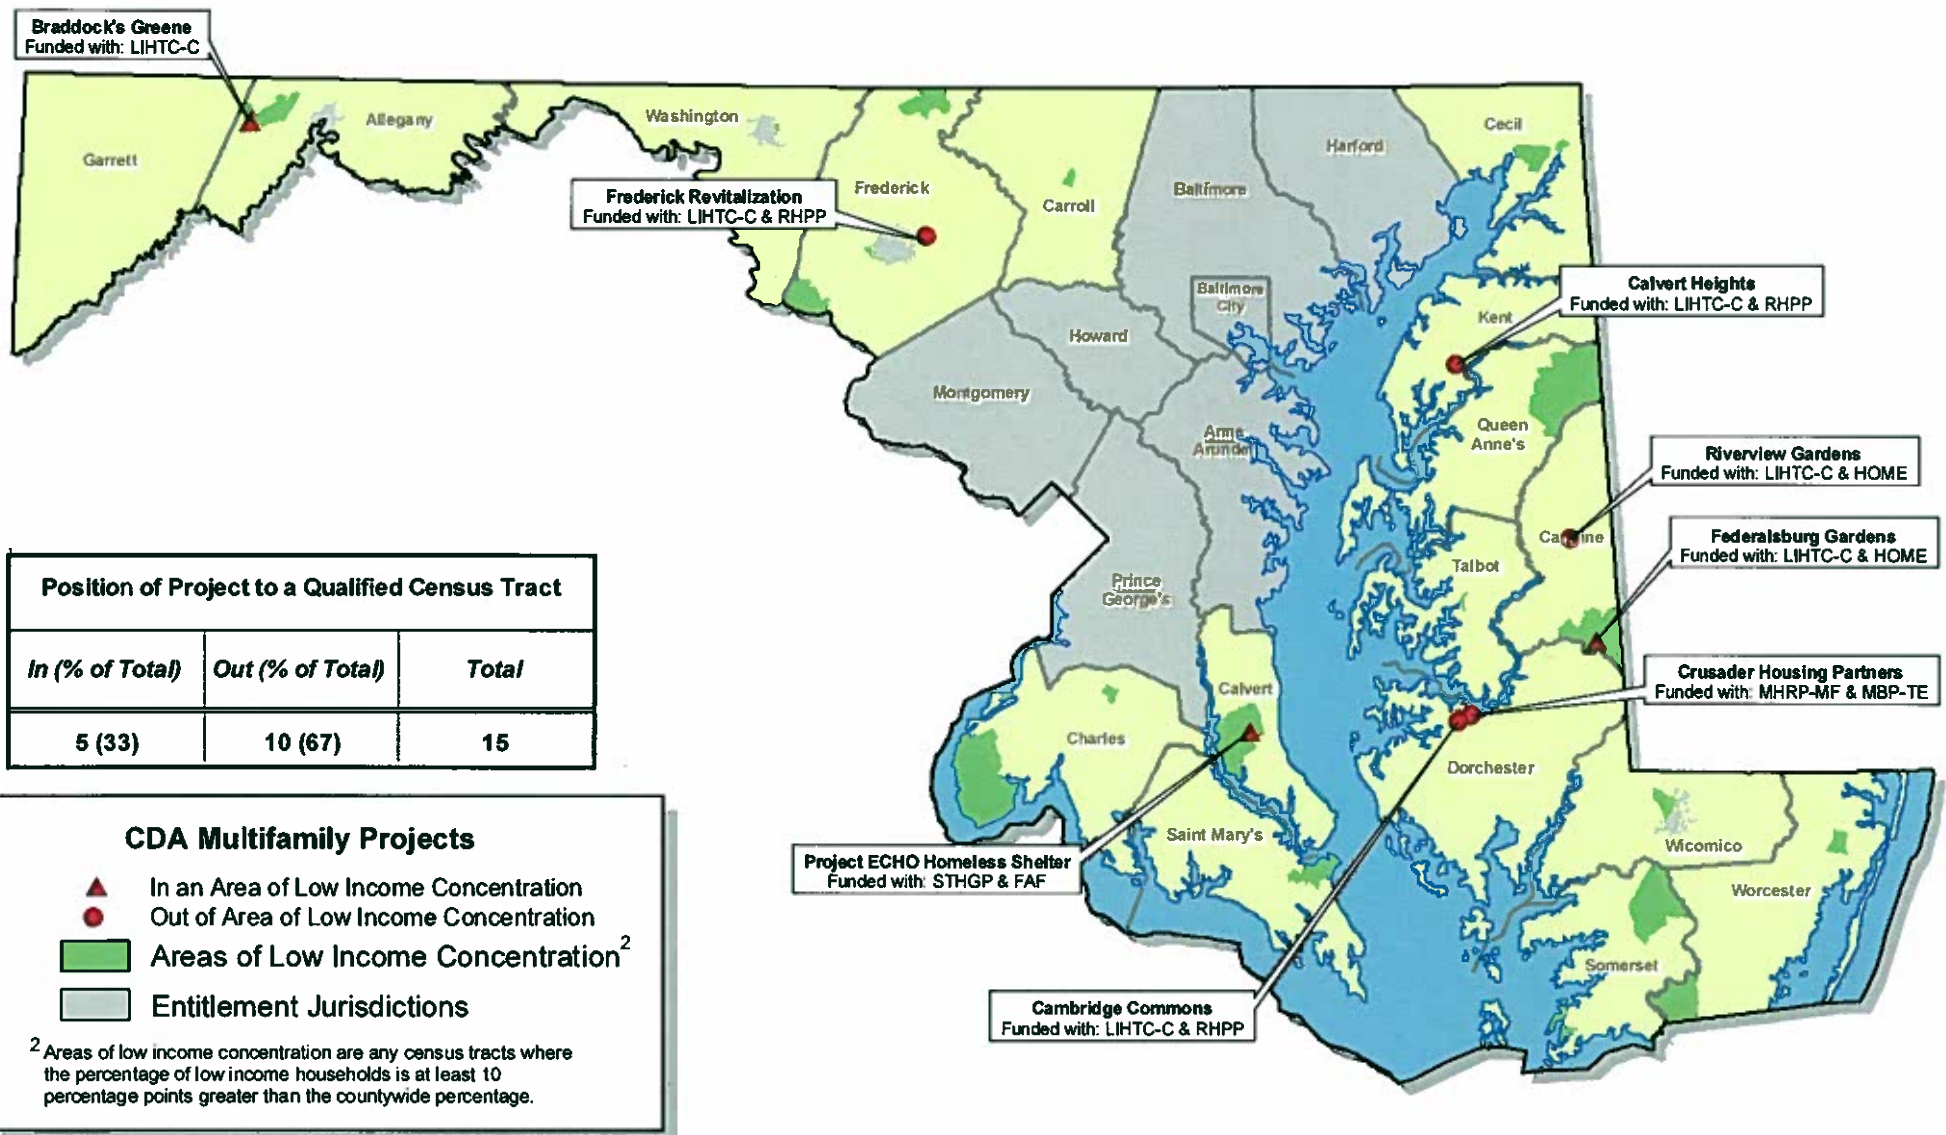 Braddock's Greene
Funded with: LIHTC-C
Garrett
Allegany
Washington
Frederick
Carroll
Baltimore
Harford
Cecil
Frederick Revitalization
Funded with: LIHTC-C & RHPP
Baltimore
City
Howard
Montgomery
Anne
Arundel
Prince
George's
Kent
Calvert Heights
Funded with: LIHTC-C & RHPP
Queen
Anne's
Riverview Gardens
Funded with: LIHTC-C & HOME
Talbot
Federalsburg Gardens
Funded with: LIHTC-C & HOME
Crusader Housing Partners
Funded with: MHRP-MF & MBP-TE
Calvert
Charles
Saint Mary's
Dorchester
Wicomico
Worcester
Somerset
Project ECHO Homeless Shelter
Funded with: STHGP & FAF
Cambridge Commons
Funded with: LIHTC-C & RHPP
Position of Project to a Qualified Census Tract
In (% of Total) Out (% of Total) Total
5 (33) 10 (67) 15
CDA Multifamily Projects
In an Area of Low Income Concentration
Out of Area of Low Income Concentration
Areas of Low Income Concentration2
Entitlement Jurisdictions
2 Areas of low income concentration are any census tracts where
the percentage of low income households is at least 10
percentage points greater than the countywide percentage.